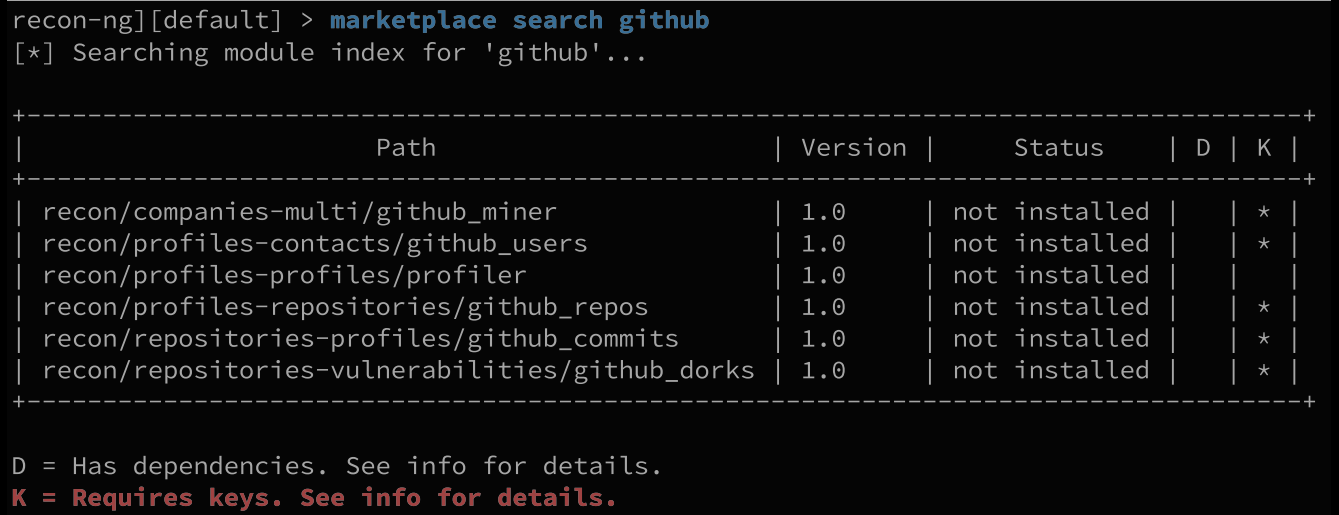 recon-ng][default] > marketplace search github
[*] Searching module index for 'github'...
+------------------------------------------------------------------------------------+
|                        Path                      | Version |     Status    | D | K |
+------------------------------------------------------------------------------------+
| recon/companies-multi/github_miner               | 1.0     | not installed |   | * |
| recon/profiles-contacts/github_users             | 1.0     | not installed |   | * |
| recon/profiles-profiles/profiler                 | 1.0     | not installed |   |   |
| recon/profiles-repositories/github_repos         | 1.0     | not installed |   | * |
| recon/repositories-profiles/github_commits       | 1.0     | not installed |   | * |
| recon/repositories-vulnerabilities/github_dorks | 1.0     | not installed |   | * |
+------------------------------------------------------------------------------------+
D = Has dependencies. See info for details.
K = Requires keys. See info for details.